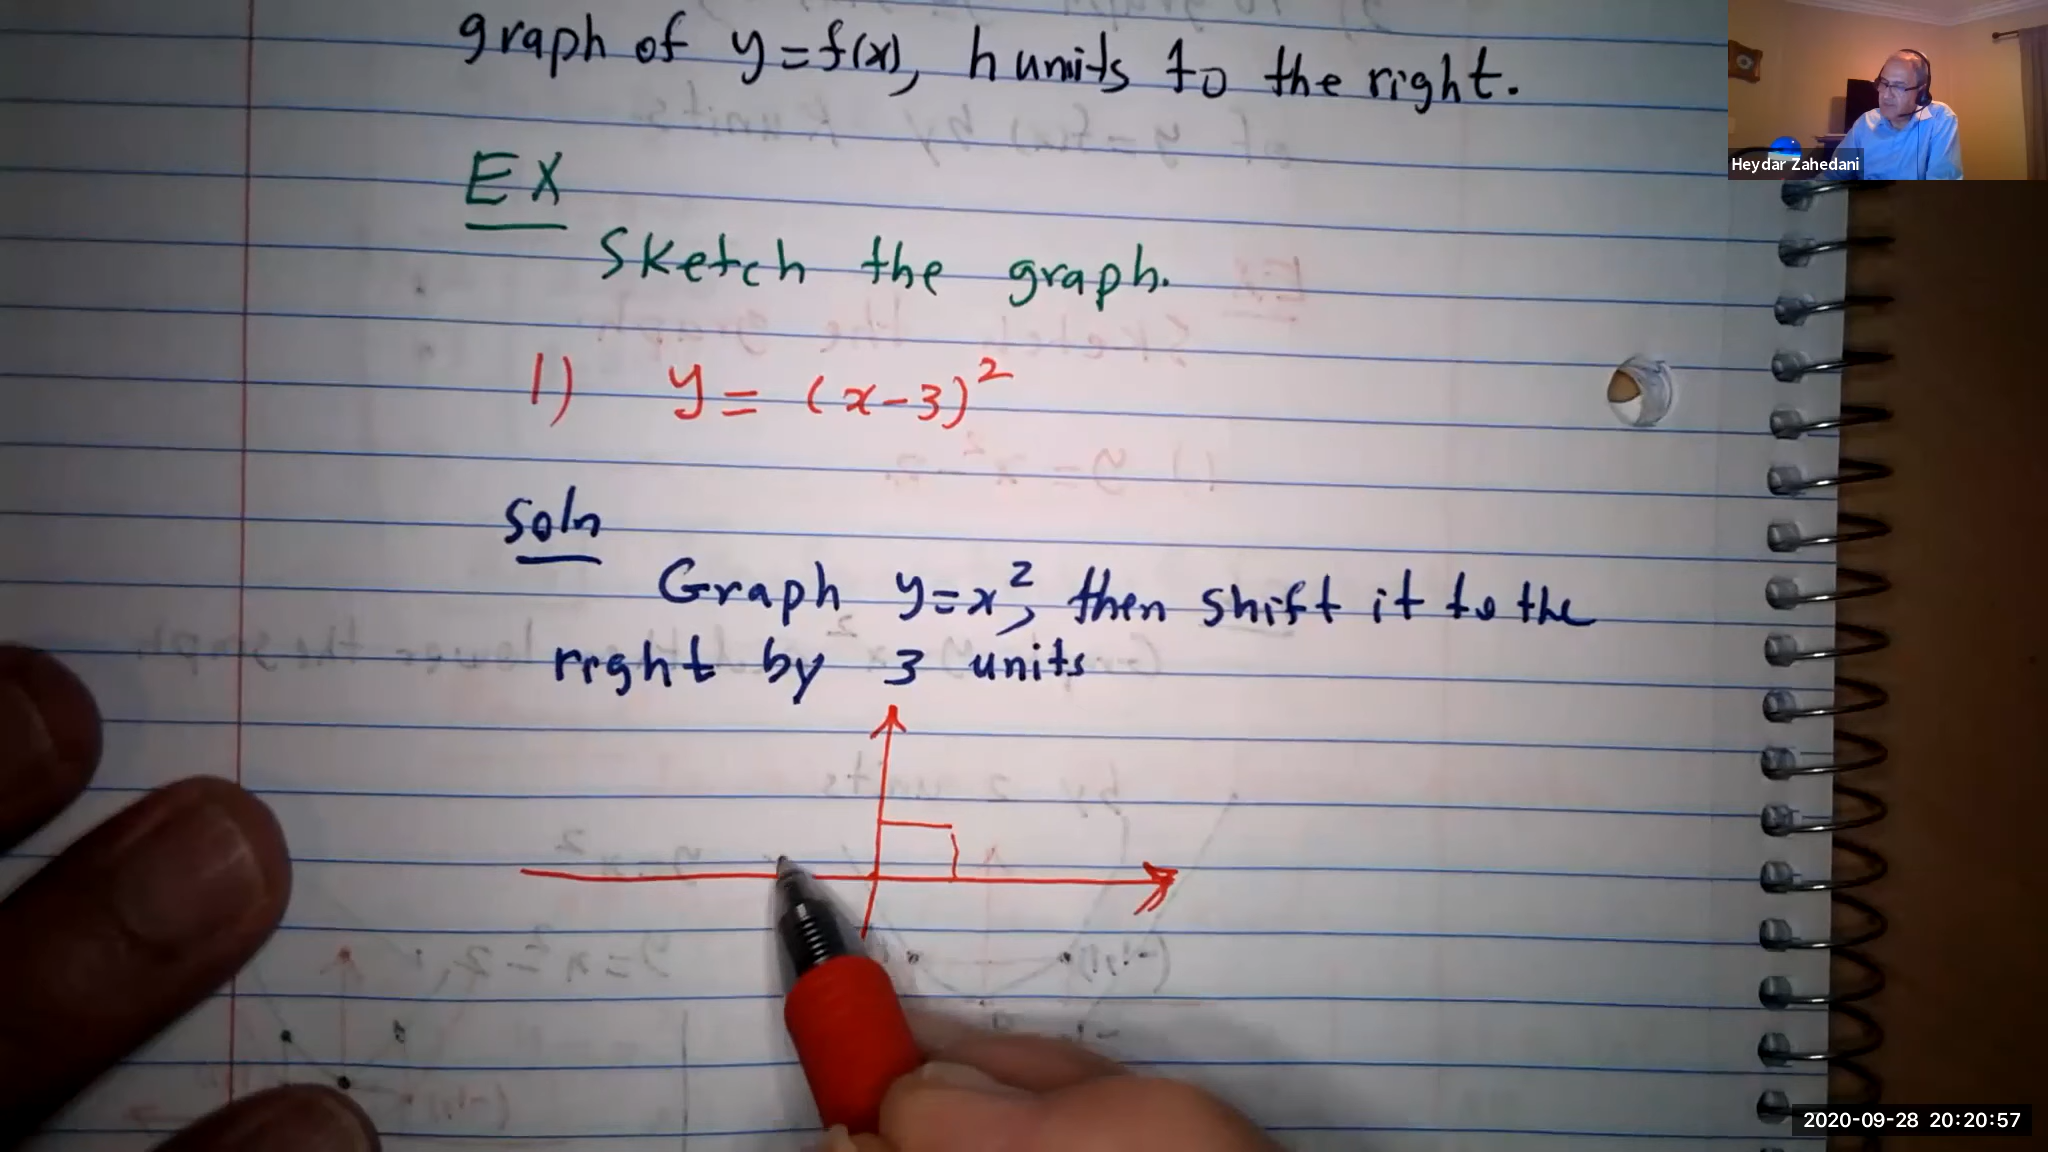 graph of y=f(x), h units to the right.
Heydar Zahedani
EX
Sketch the graph.
1) y = (x-3)²
soln
Graph y=x², then shift it to the
right by 3 units
2020-09-28 20:20:57